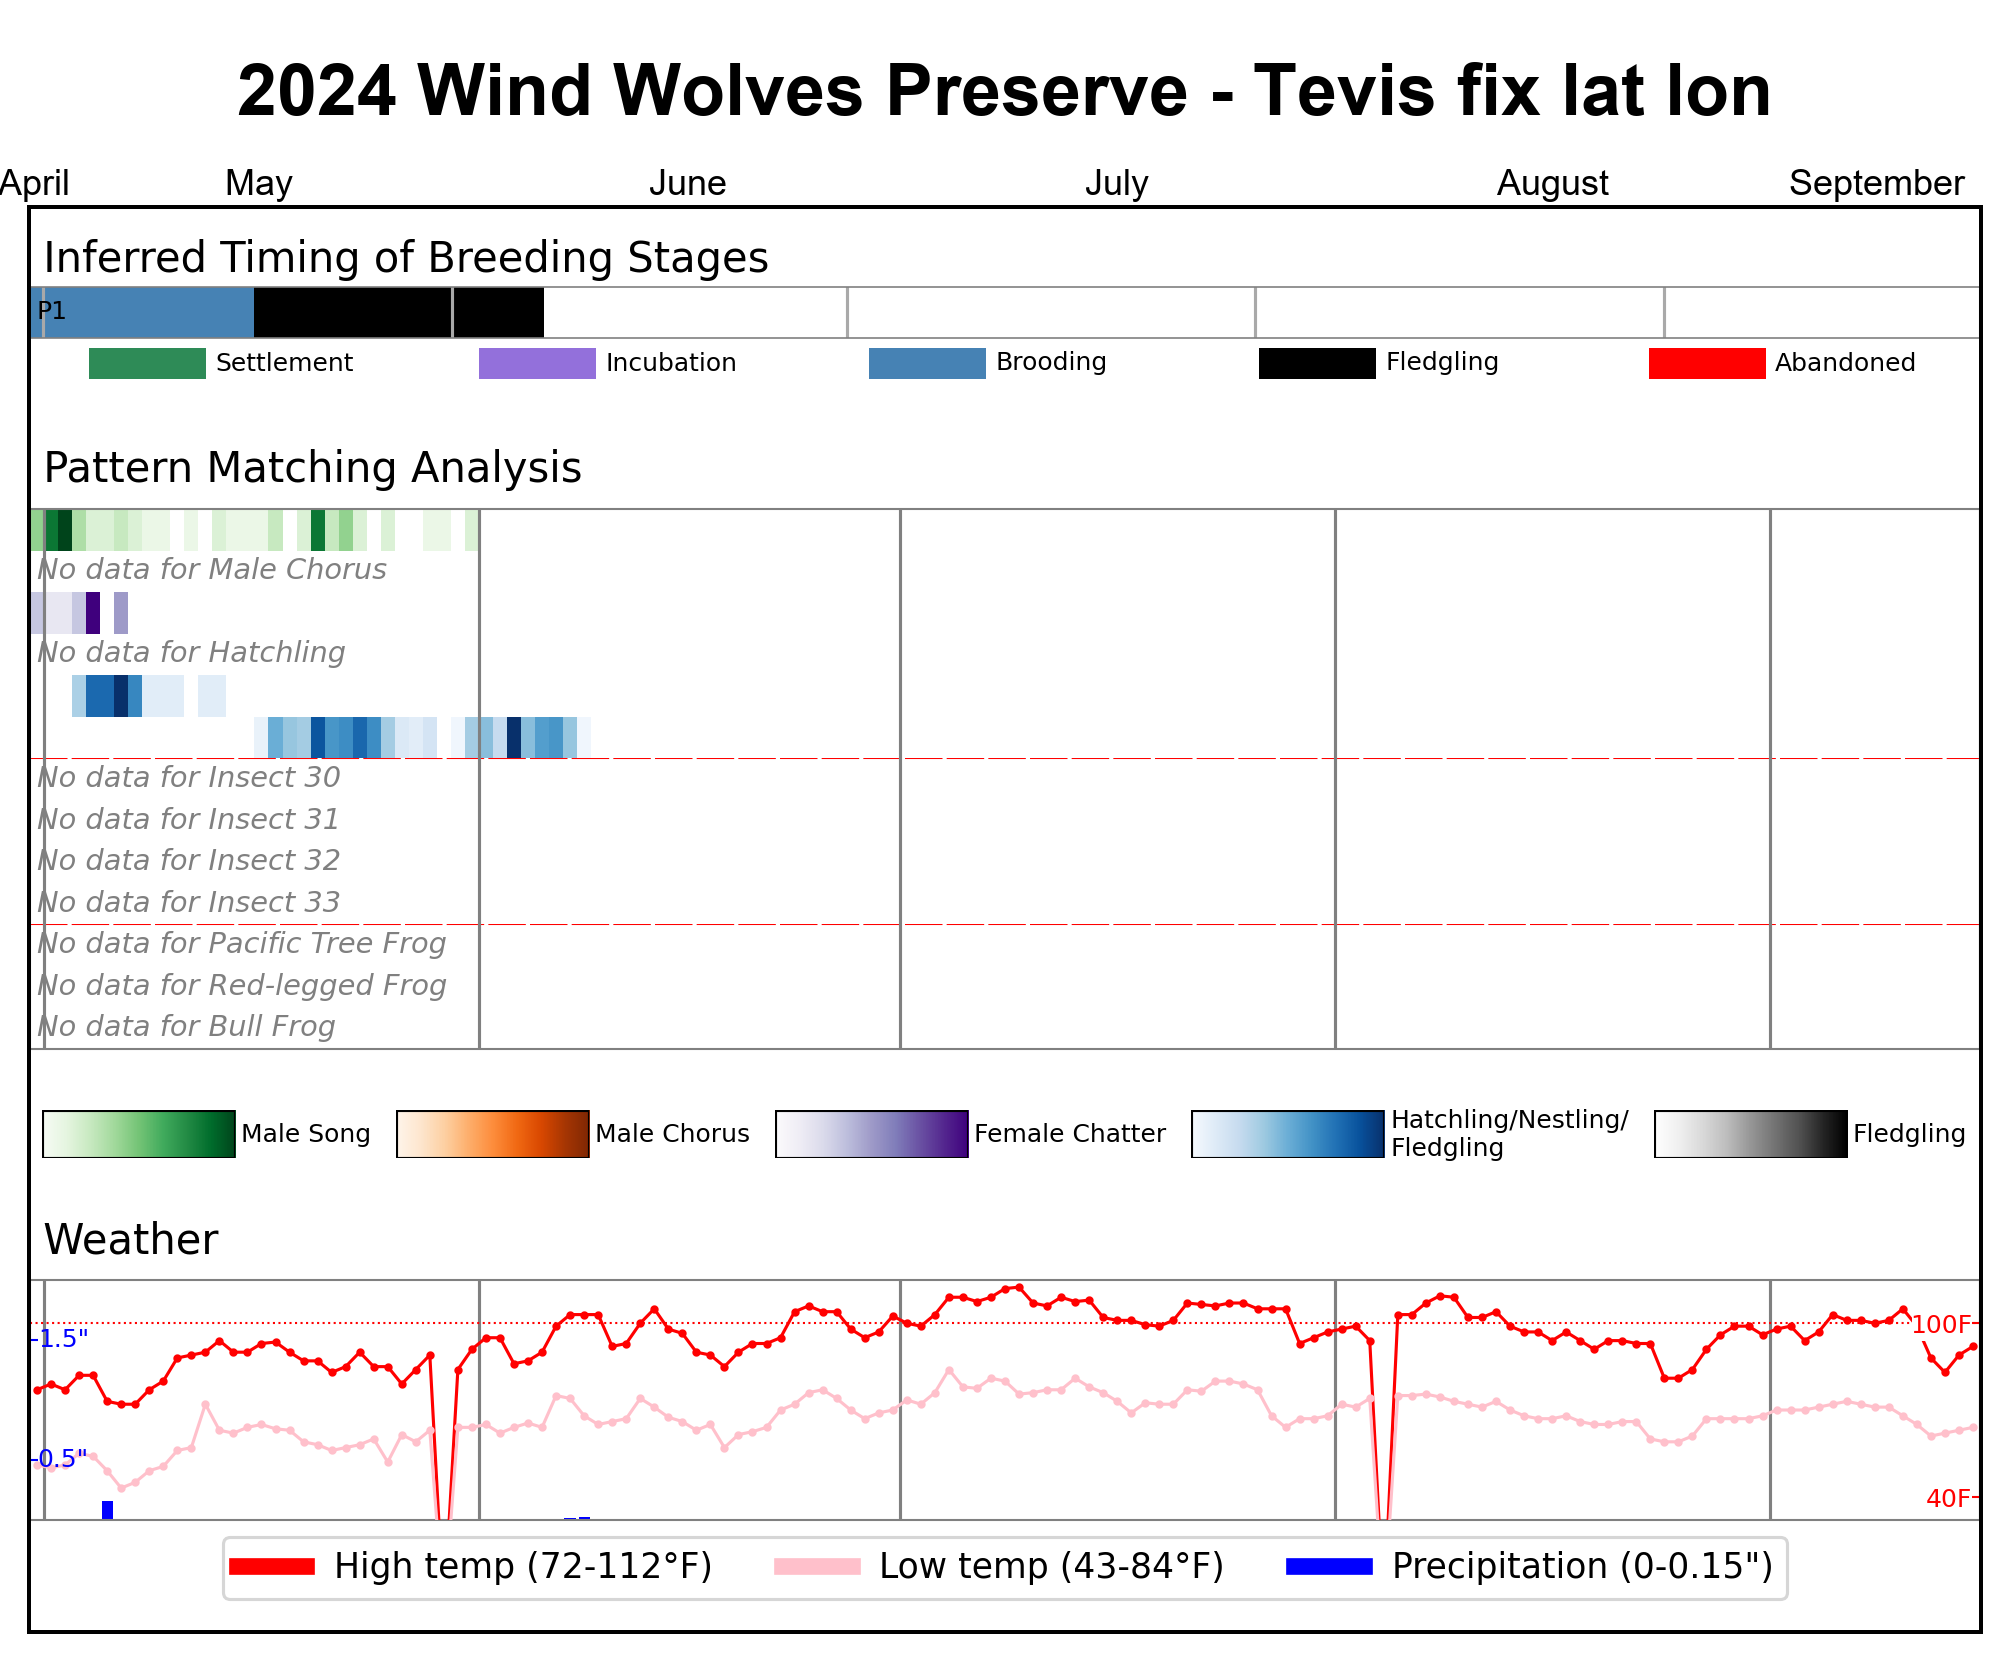 2024 Wind Wolves Preserve - Tevis fix lat lon
April May June July August September
Inferred Timing of Breeding Stages
P1
Settlement Incubation Brooding Fledgling Abandoned
Pattern Matching Analysis
No data for Male Chorus
No data for Hatchling
No data for Insect 30
No data for Insect 31
No data for Insect 32
No data for Insect 33
No data for Pacific Tree Frog
No data for Red-legged Frog
No data for Bull Frog
Male Song Male Chorus Female Chatter Hatchling/Nestling/
Fledgling Fledgling
Weather
1.5" 100F
0.5" 40F
High temp (72-112°F) Low temp (43-84°F) Precipitation (0-0.15")